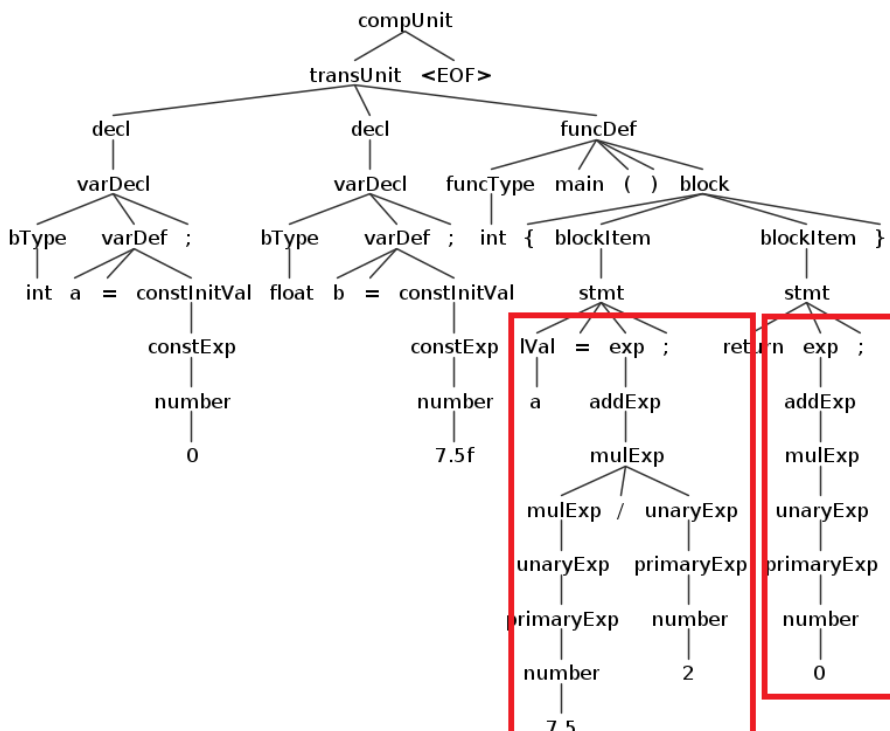 compUnit
transUnit <EOF>
decl decl funcDef
varDecl varDecl funcType main ( ) block
bType varDef ; bType varDef ; int { blockItem blockItem }
int a = constInitVal float b = constInitVal stmt stmt
constExp constExp lVal = exp ; return exp ;
number number a addExp addExp
0 7.5f mulExp mulExp
mulExp / unaryExp unaryExp
unaryExp primaryExp primaryExp
primaryExp number number
number 2 0
7.5